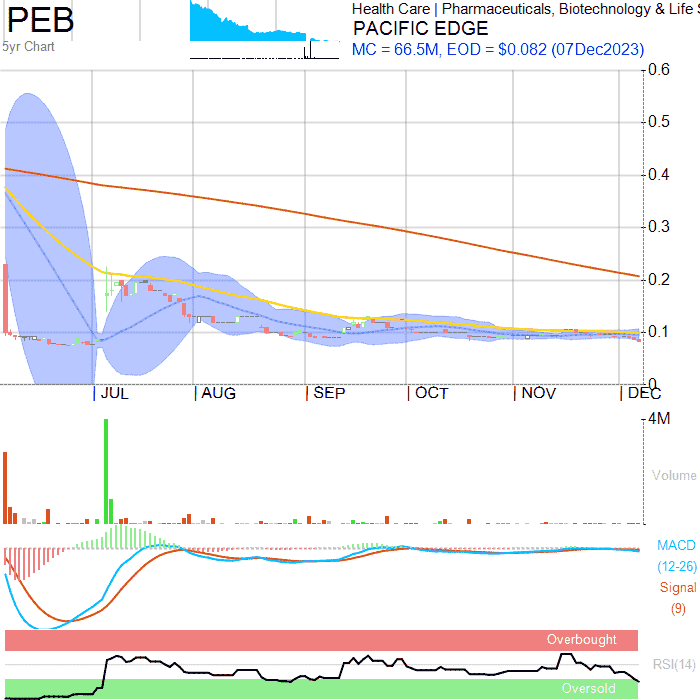 PEB
5yr Chart
Health Care | Pharmaceuticals, Biotechnology & Life S
PACIFIC EDGE
MC = 66.5M, EOD = $0.082 (07Dec2023)
0.6
0.5
0.4
0.3
0.2
0.1
0
JUL AUG SEP OCT NOV DEC
4M
Volume
MACD
(12-26)
Signal
(9)
Overbought
RSI(14)
Oversold